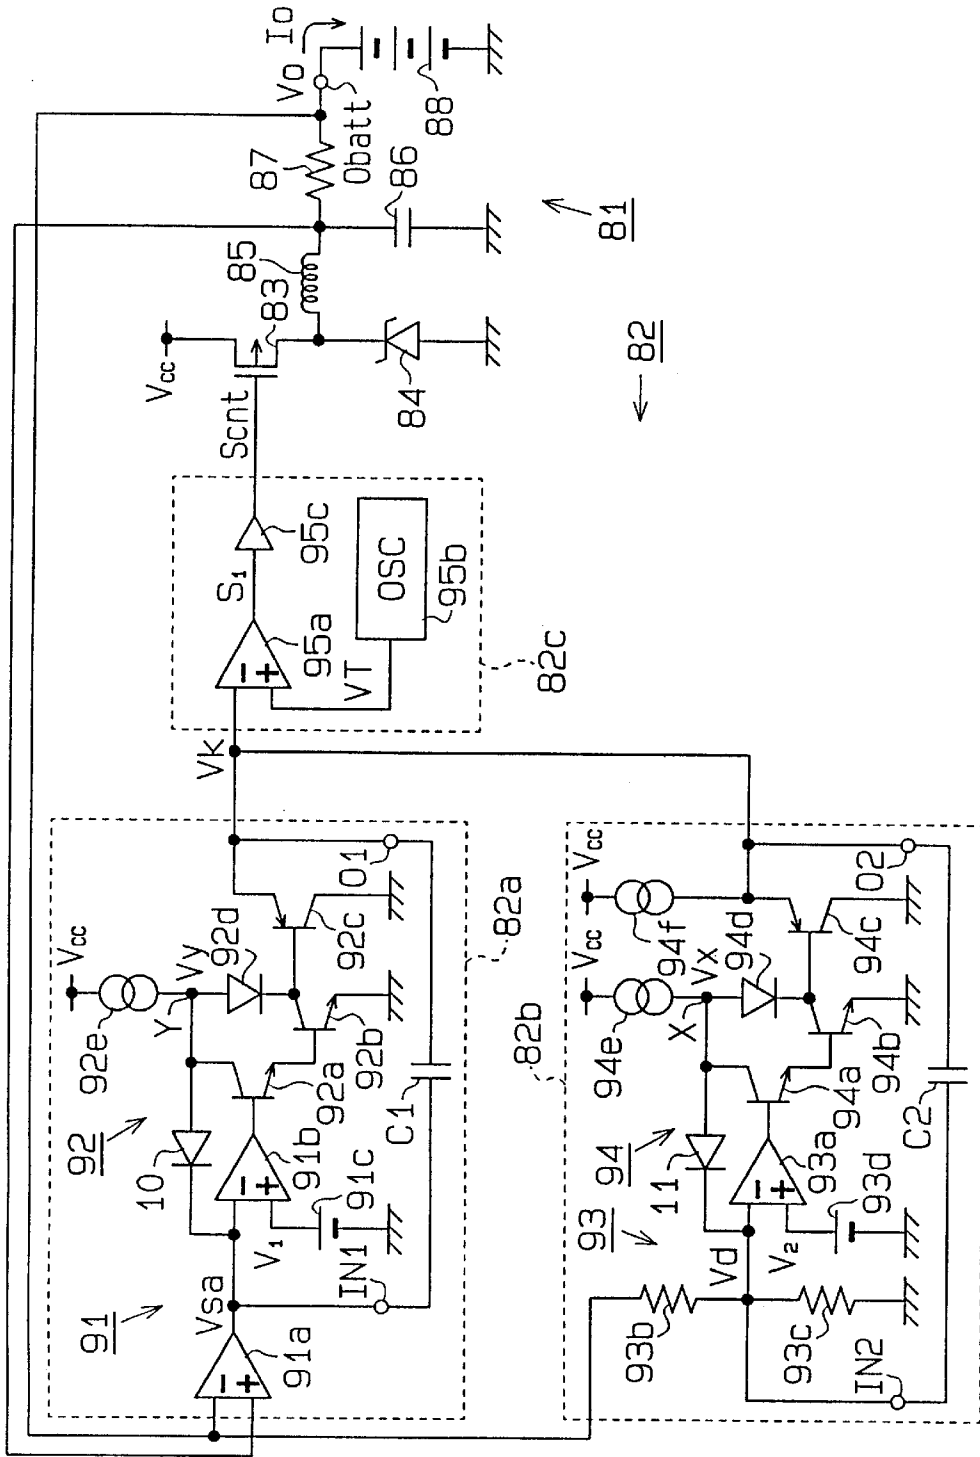 Vo
Io
Obatt
87
88
86
81
85
83
Vcc
84
82
Scnt
S1
95c
95a
OSC
95b
VT
82c
VK
Vcc
Vy
Y
92e
92d
92c
92b
92a
O1
82a
92
10
91b
91c
V1
C1
91
Vsa
91a
IN1
Vcc
Vcc
94f
94e
Vx
X
94d
94c
94b
94a
O2
82b
94
11
93a
93d
V2
C2
93
Vd
93b
93c
IN2